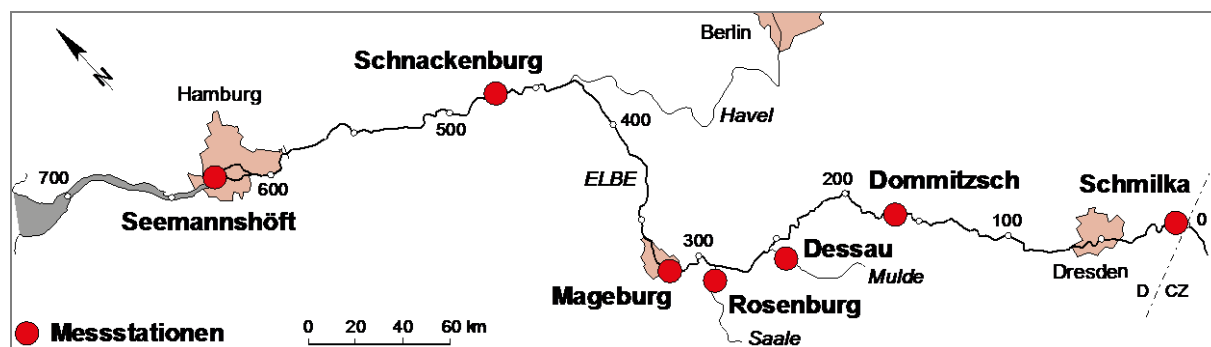 N
Berlin
Schnackenburg
Hamburg
Havel
500
400
700
600
ELBE
200
Dommitzsch
Schmilka
Seemannshöft
100
0
300
Dessau
Mageburg
Mulde
Dresden
Rosenburg
D
CZ
Messstationen
0 20 40 60 km
Saale